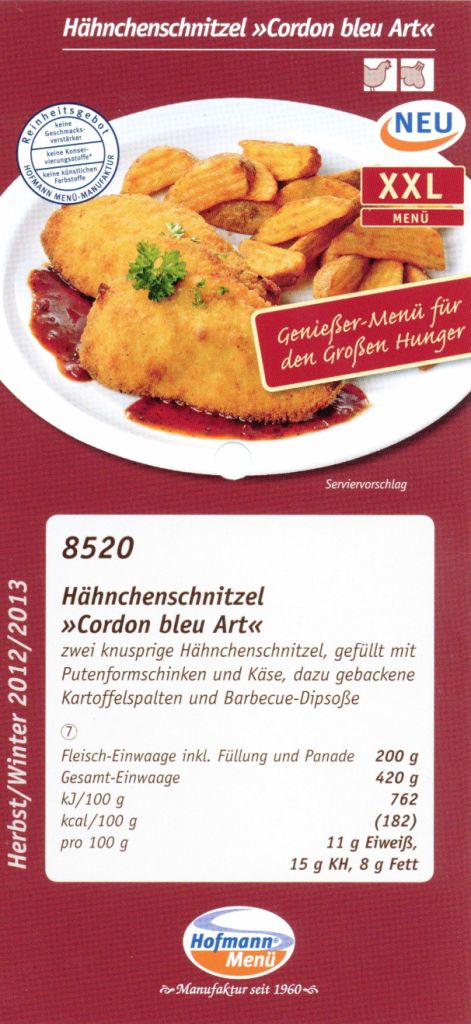 Hähnchenschnitzel »Cordon bleu Art«
Reinheitsgebot
keine
Geschmacks-
verstärker
keine Konser-
vierungsstoffe*
keine künstlichen
Farbstoffe
HOFMANN MENÜ-MANUFAKTUR
NEU
XXL
MENÜ
Genießer-Menü für
den Großen Hunger
Serviervorschlag
Herbst/Winter 2012/2013
8520
Hähnchenschnitzel
»Cordon bleu Art«
zwei knusprige Hähnchenschnitzel, gefüllt mit
Putenformschinken und Käse, dazu gebackene
Kartoffelspalten und Barbecue-Dipsoße
7
Fleisch-Einwaage inkl. Füllung und Panade 200 g
Gesamt-Einwaage 420 g
kJ/100 g 762
kcal/100 g (182)
pro 100 g 11 g Eiweiß,
15 g KH, 8 g Fett
Hofmann®
Menü
Manufaktur seit 1960